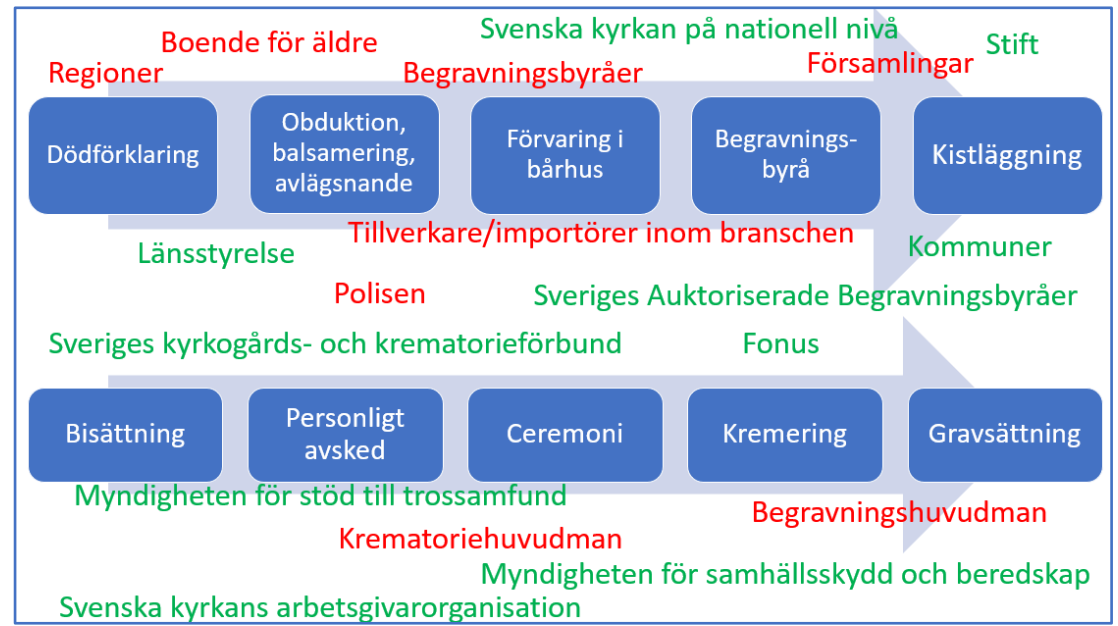 Svenska kyrkan på nationell nivå
Boende för äldre
Stift
Regioner
Begravningsbyråer
Församlingar
Dödförklaring
Obduktion,
balsamering,
avlägsnande
Förvaring i
bårhus
Begravnings-
byrå
Kistläggning
Tillverkare/importörer inom branschen
Länsstyrelse
Kommuner
Polisen
Sveriges Auktoriserade Begravningsbyråer
Sveriges kyrkogårds- och krematorieförbund
Fonus
Bisättning
Personligt
avsked
Ceremoni
Kremering
Gravsättning
Myndigheten för stöd till trossamfund
Begravningshuvudman
Krematoriehuvudman
Myndigheten för samhällsskydd och beredskap
Svenska kyrkans arbetsgivarorganisation